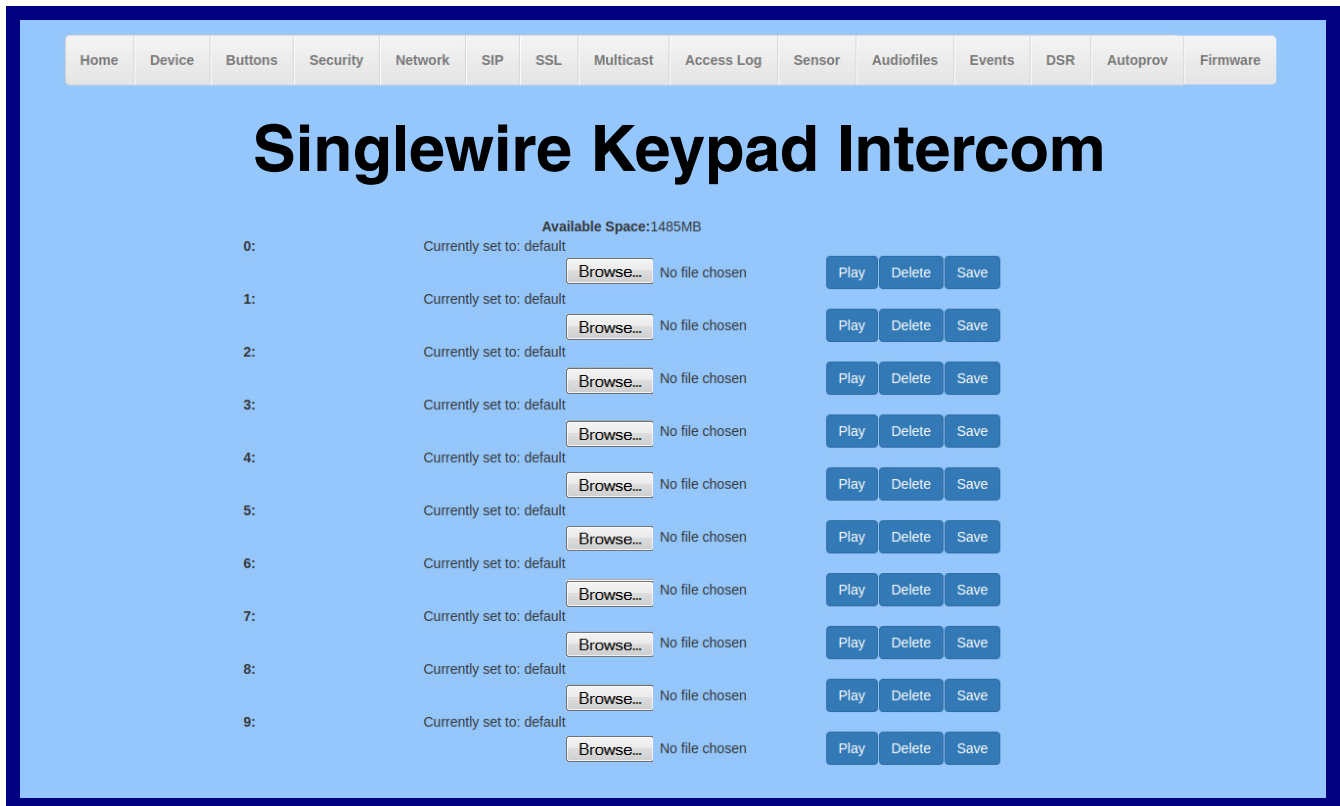 Home Device Buttons Security Network SIP SSL Multicast Access Log Sensor Audiofiles Events DSR Autoprov Firmware
Singlewire Keypad Intercom
Available Space:1485MB
0: Currently set to: default
Browse... No file chosen Play Delete Save
1: Currently set to: default
Browse... No file chosen Play Delete Save
2: Currently set to: default
Browse... No file chosen Play Delete Save
3: Currently set to: default
Browse... No file chosen Play Delete Save
4: Currently set to: default
Browse... No file chosen Play Delete Save
5: Currently set to: default
Browse... No file chosen Play Delete Save
6: Currently set to: default
Browse... No file chosen Play Delete Save
7: Currently set to: default
Browse... No file chosen Play Delete Save
8: Currently set to: default
Browse... No file chosen Play Delete Save
9: Currently set to: default
Browse... No file chosen Play Delete Save